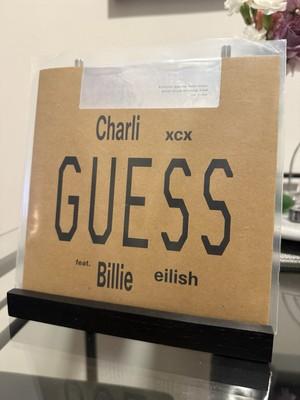 Charli xcx
GUESS
feat. Billie eilish